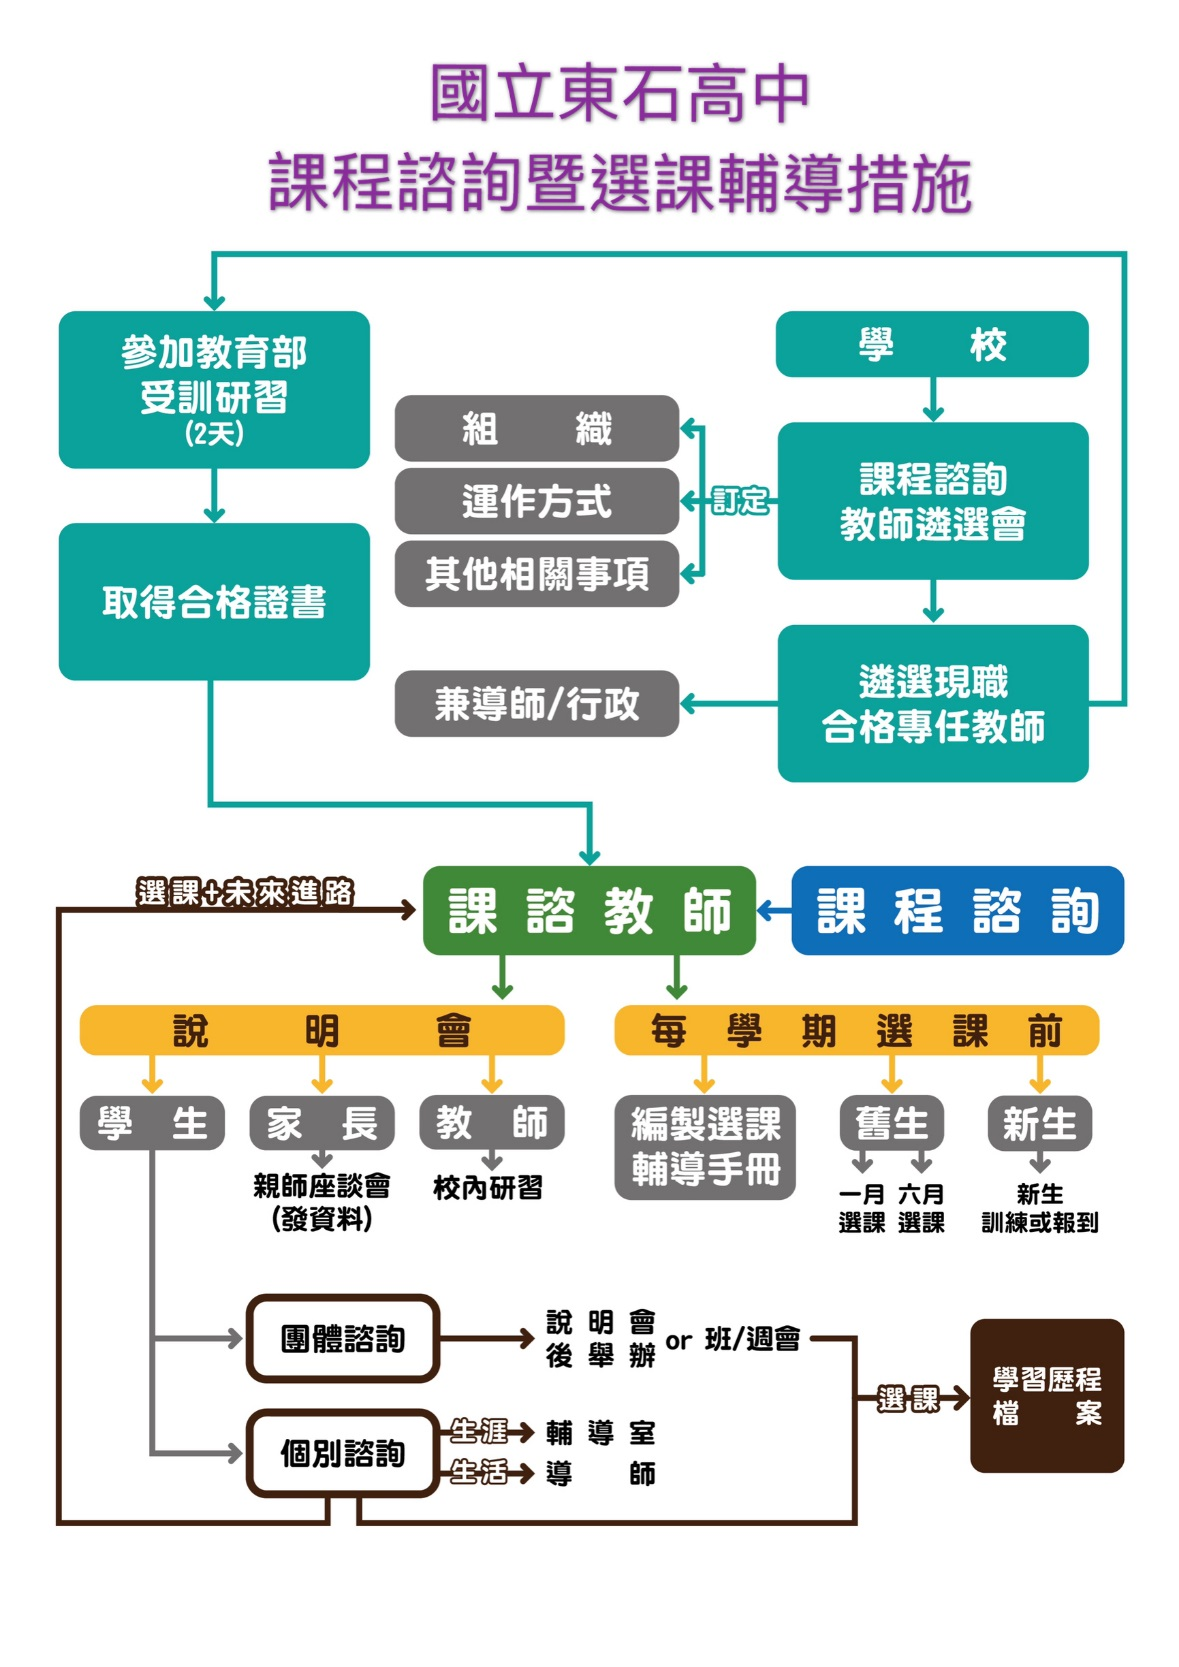 國立東石高中
課程諮詢暨選課輔導措施
參加教育部
受訓研習
(2天)
取得合格證書
學校
課程諮詢
教師遴選會
訂定
組織
運作方式
其他相關事項
遴選現職
合格專任教師
兼導師/行政
選課+未來進路
課諮教師
課程諮詢
說明會
每學期選課前
學生
家長
教師
親師座談會
(發資料)
校內研習
編製選課
輔導手冊
舊生
新生
一月
選課
六月
選課
新生
訓練或報到
團體諮詢
說明會
後舉辦
or 班/週會
個別諮詢
生涯
輔導室
生活
導師
選課
學習歷程
檔案